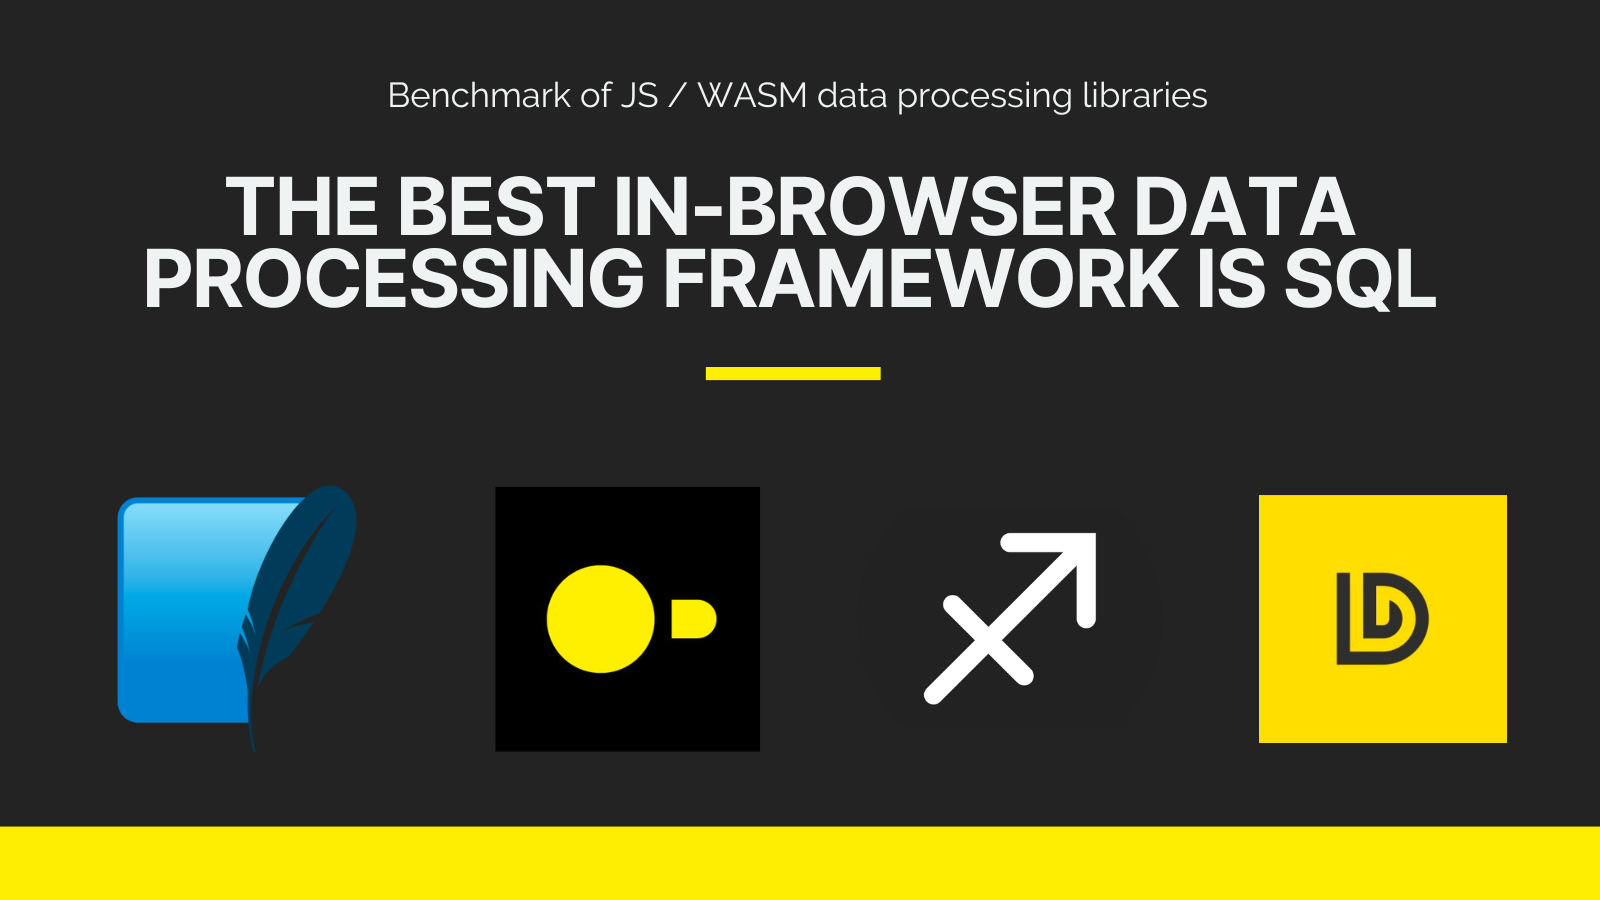 Benchmark of JS / WASM data processing libraries
THE BEST IN-BROWSER DATA
PROCESSING FRAMEWORK IS SQL